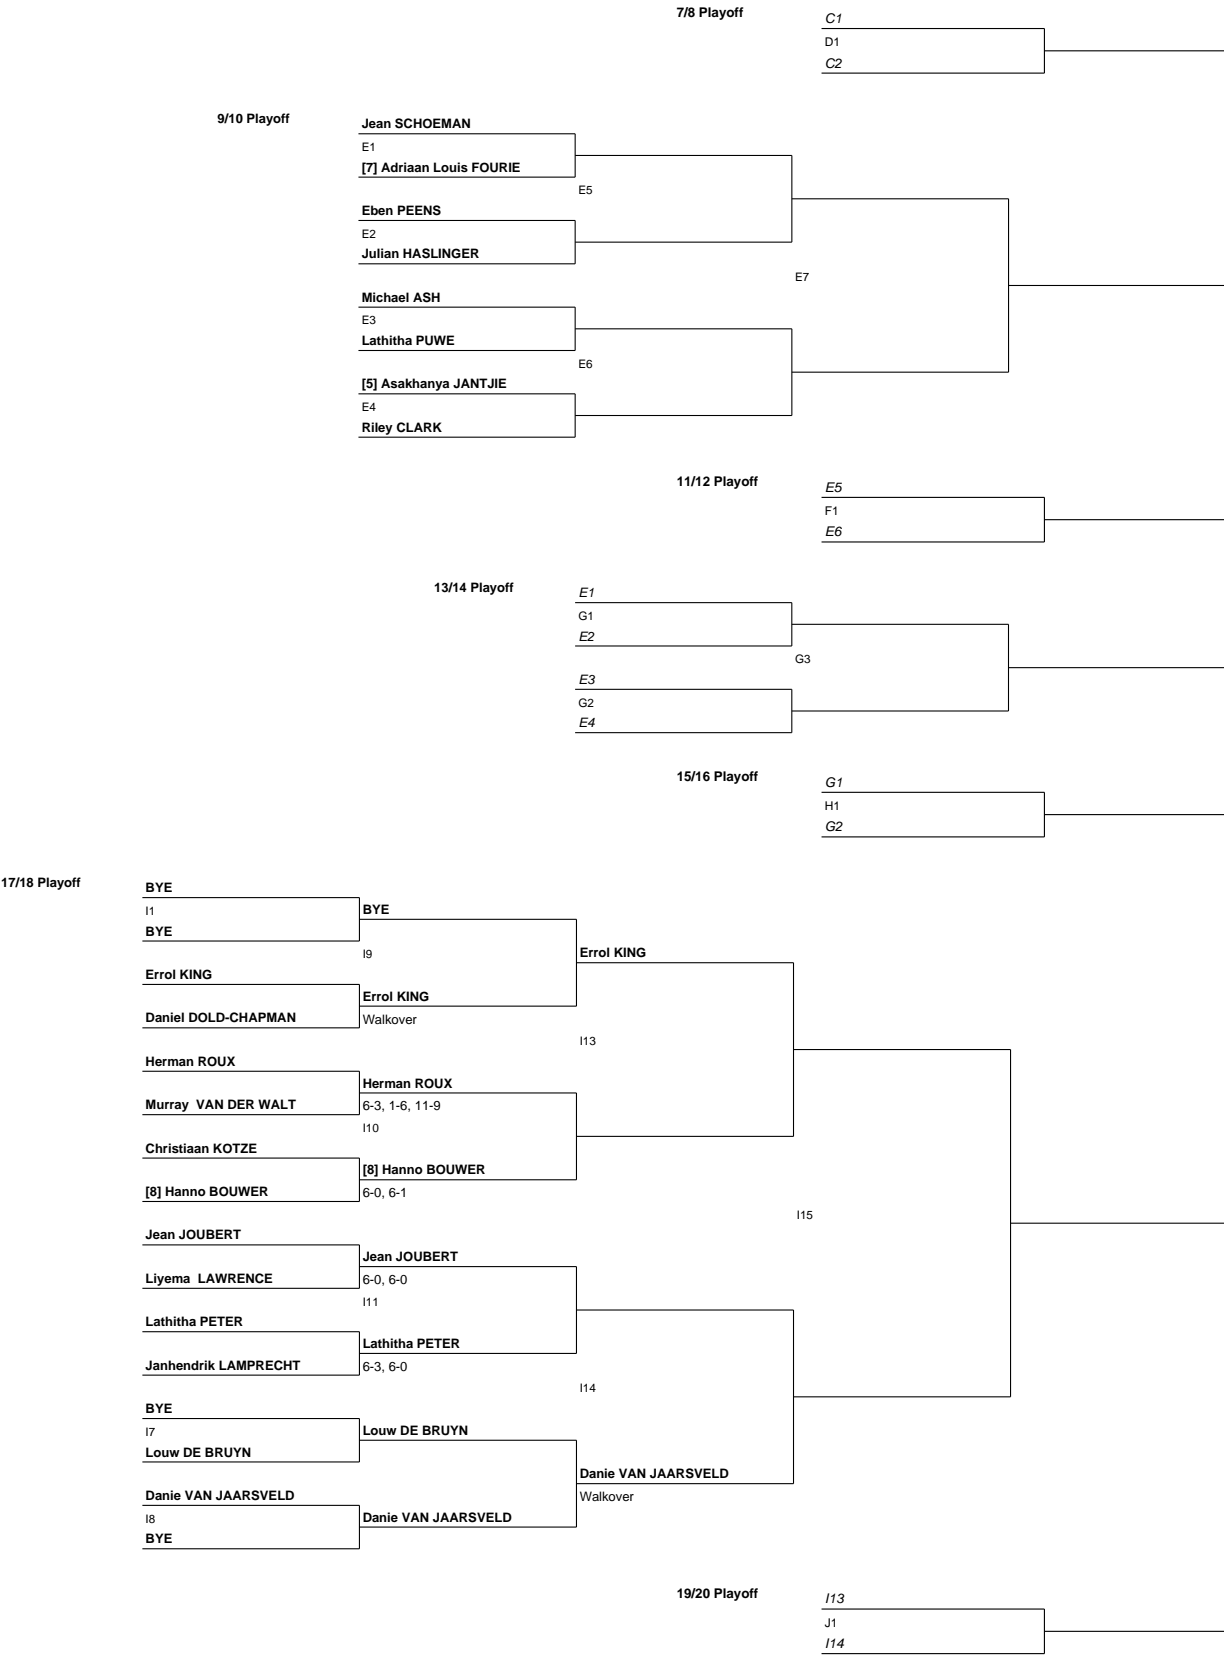 7/8 Playoff
C1
D1
C2
9/10 Playoff
Jean SCHOEMAN
E1
[7] Adriaan Louis FOURIE
E5
Eben PEENS
E2
Julian HASLINGER
E7
Michael ASH
E3
Lathitha PUWE
E6
[5] Asakhanya JANTJIE
E4
Riley CLARK
11/12 Playoff
E5
F1
E6
13/14 Playoff
E1
G1
E2
G3
E3
G2
E4
15/16 Playoff
G1
H1
G2
17/18 Playoff
BYE
I1
BYE
BYE
I9
Errol KING
Errol KING
Errol KING
Daniel DOLD-CHAPMAN
Walkover
I13
Herman ROUX
Herman ROUX
Murray VAN DER WALT
6-3, 1-6, 11-9
I10
Christiaan KOTZE
[8] Hanno BOUWER
[8] Hanno BOUWER
6-0, 6-1
I15
Jean JOUBERT
Jean JOUBERT
Liyema LAWRENCE
6-0, 6-0
I11
Lathitha PETER
Lathitha PETER
Janhendrik LAMPRECHT
6-3, 6-0
I14
BYE
I7
Louw DE BRUYN
Louw DE BRUYN
Danie VAN JAARSVELD
Walkover
Danie VAN JAARSVELD
I8
Danie VAN JAARSVELD
BYE
19/20 Playoff
I13
J1
I14